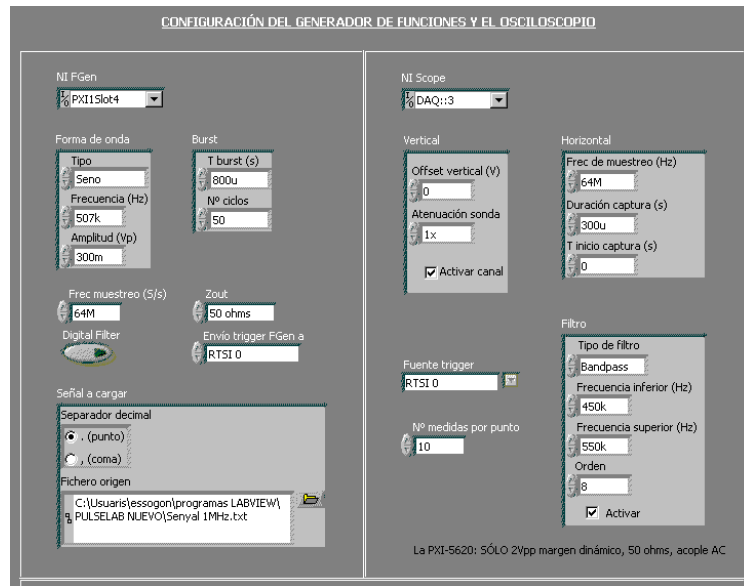 CONFIGURACIÓN DEL GENERADOR DE FUNCIONES Y EL OSCILOSCOPIO
NI FGen
PXI1Slot4
Forma de onda
Tipo
Seno
Frecuencia (Hz)
507k
Amplitud (Vp)
300m
Burst
T burst (s)
800u
Nº ciclos
50
Frec muestreo (S/s)
64M
Zout
50 ohms
Digital Filter
Envío trigger FGen a
RTSI 0
Señal a cargar
Separador decimal
. (punto)
, (coma)
Fichero origen
C:\Usuaris\essogon\programas LABVIEW\
PULSELAB NUEVO\Senyal 1MHz.txt
NI Scope
DAQ::3
Vertical
Offset vertical (V)
0
Atenuación sonda
1x
Activar canal
Horizontal
Frec de muestreo (Hz)
64M
Duración captura (s)
300u
T inicio captura (s)
0
Fuente trigger
RTSI 0
Nº medidas por punto
10
Filtro
Tipo de filtro
Bandpass
Frecuencia inferior (Hz)
450k
Frecuencia superior (Hz)
550k
Orden
8
Activar
La PXI-5620: SÓLO 2Vpp margen dinámico, 50 ohms, acople AC